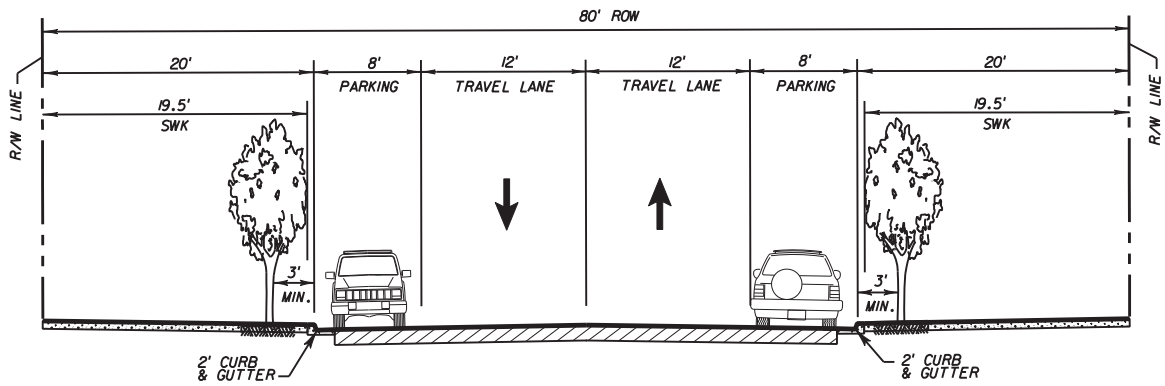 80' ROW
20'
8'
12'
12'
8'
20'
PARKING
TRAVEL LANE
TRAVEL LANE
PARKING
R/W LINE
R/W LINE
19.5'
SWK
19.5'
SWK
3'
MIN.
3'
MIN.
2' CURB
& GUTTER
2' CURB
& GUTTER